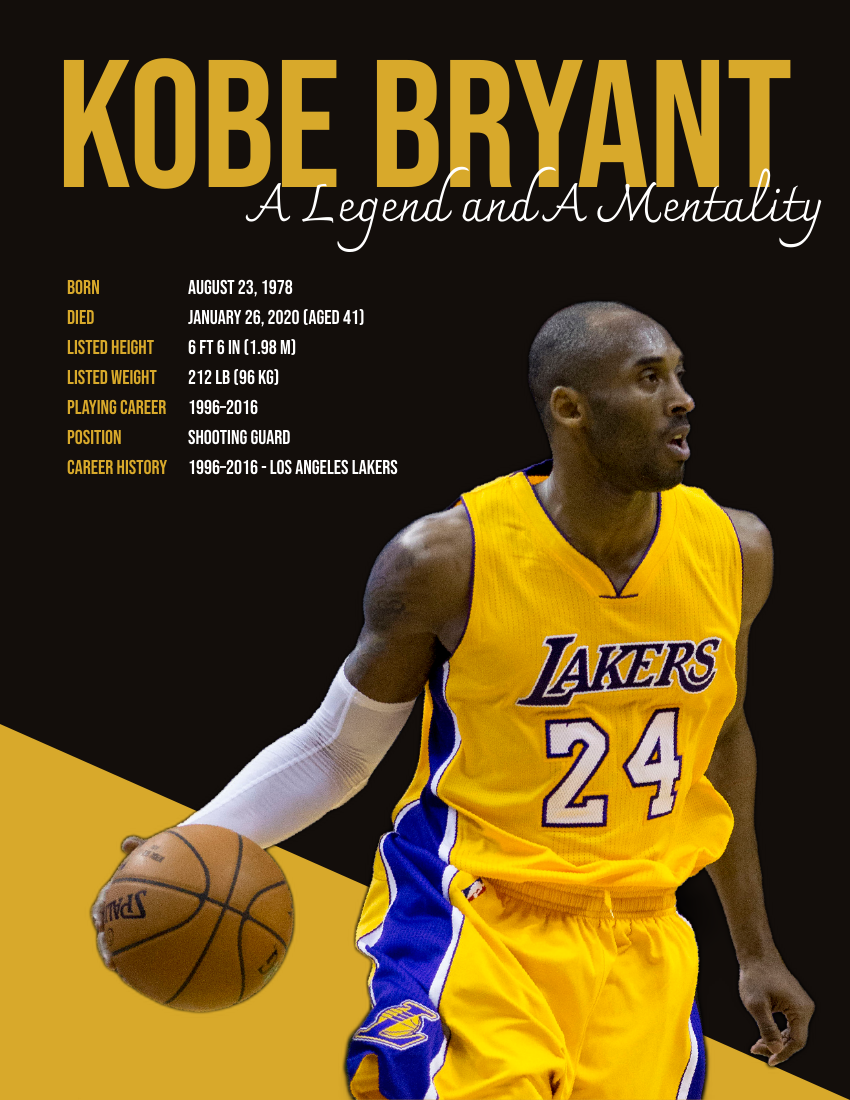 KOBE BRYANT
A Legend and A Mentality
BORN AUGUST 23, 1978
DIED JANUARY 26, 2020 (AGED 41)
LISTED HEIGHT 6 FT 6 IN (1.98 M)
LISTED WEIGHT 212 LB (96 KG)
PLAYING CAREER 1996–2016
POSITION SHOOTING GUARD
CAREER HISTORY 1996–2016 - LOS ANGELES LAKERS
LAKERS
24